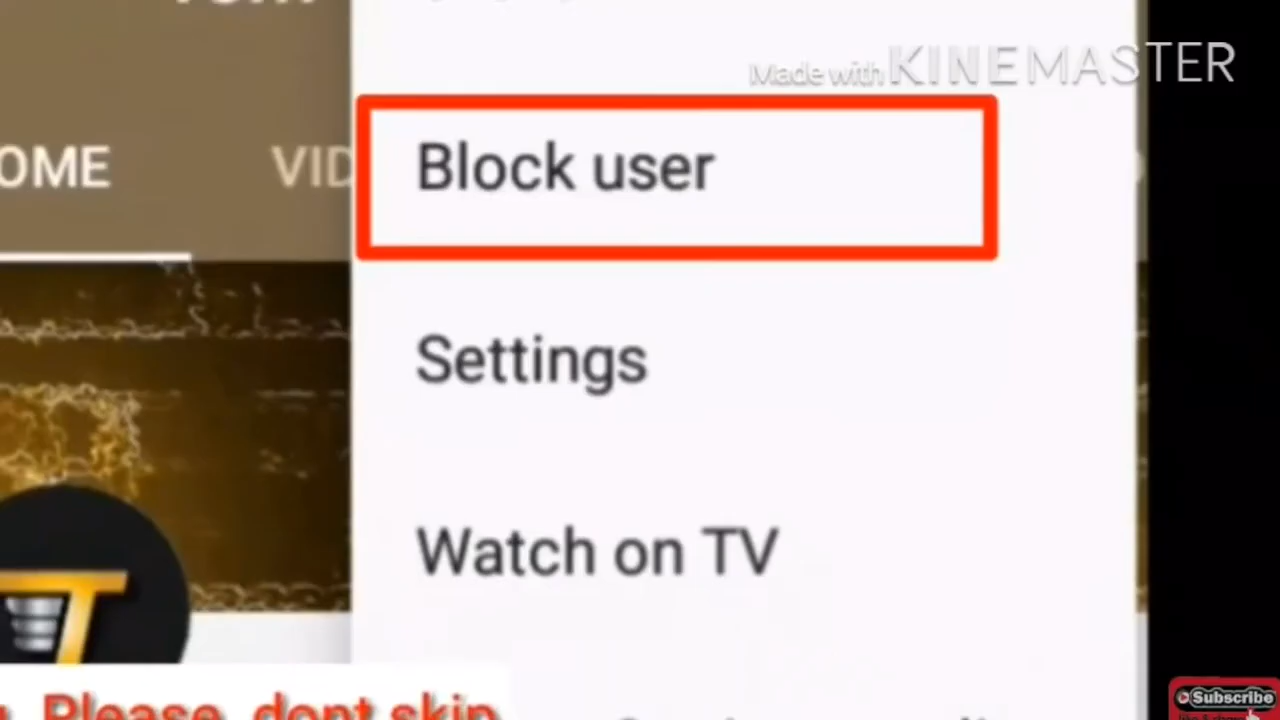 Made with KINEMASTER
OME VID
Block user
Settings
Watch on TV
Please dont skip
Subscribe